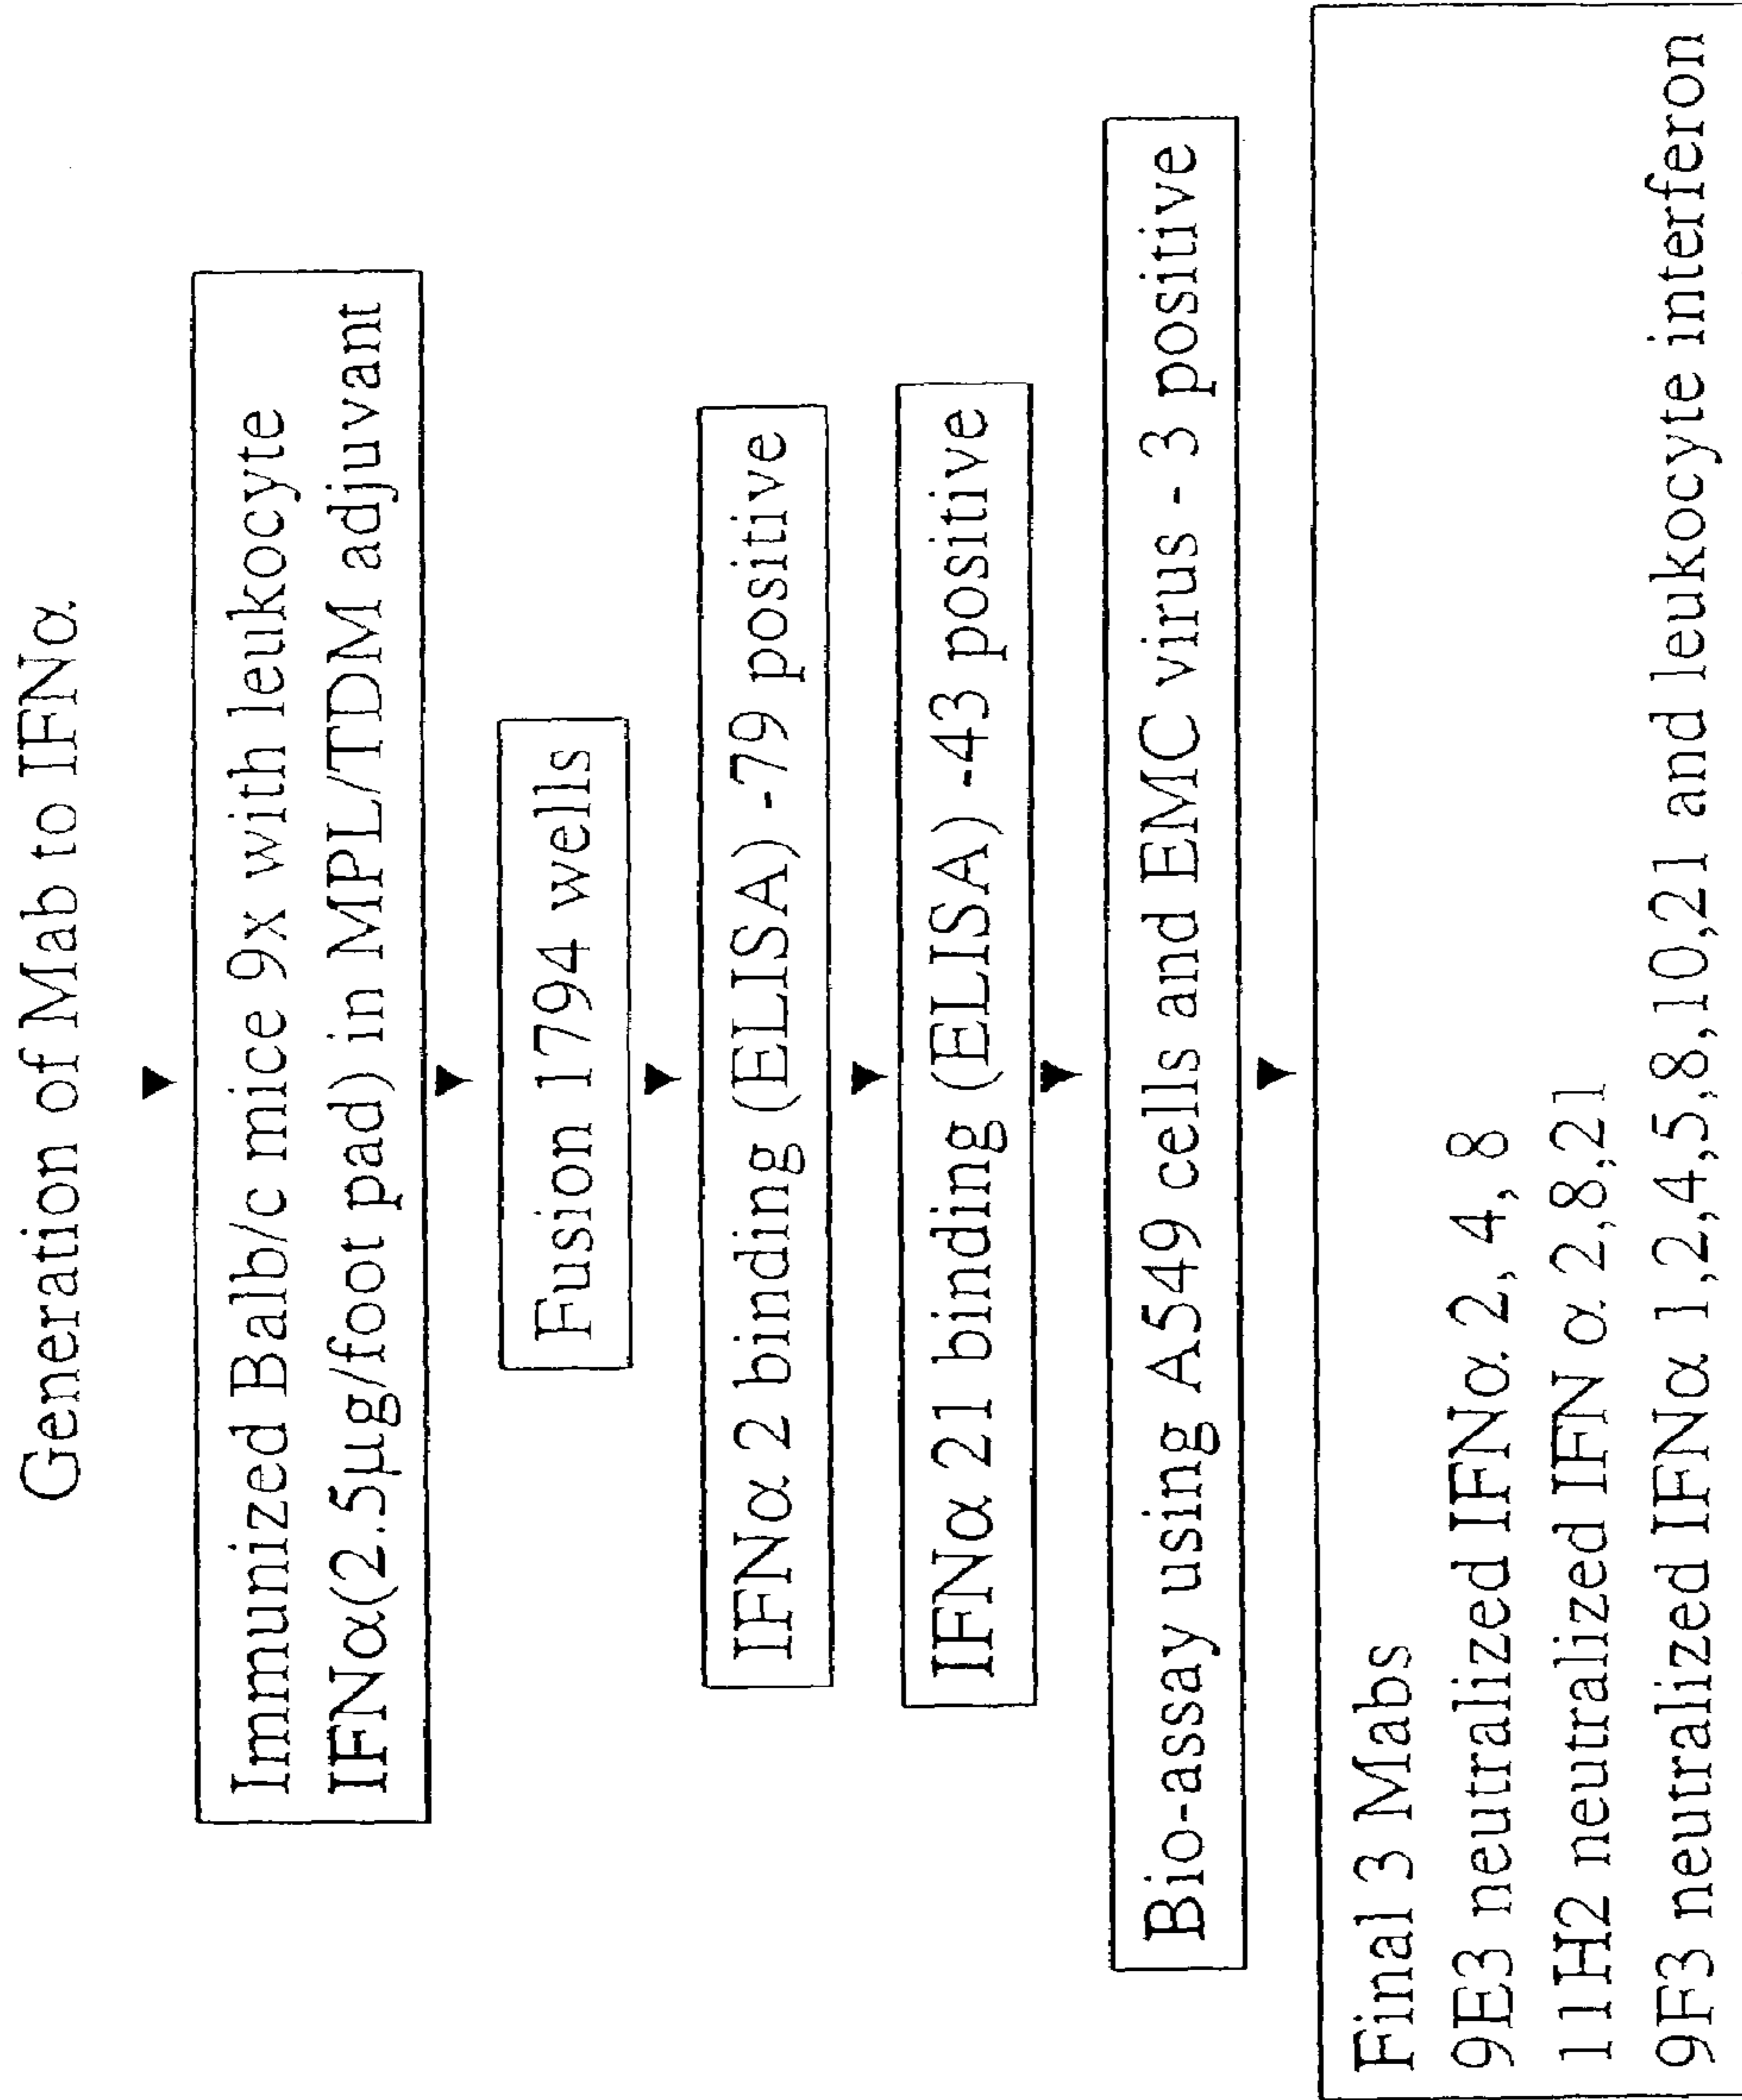 Generation of Mab to IFNα
Immunized Balb/c mice 9x with leukocyte
IFNα(2.5µg/foot pad) in MPL/TDM adjuvant
Fusion 1794 wells
IFNα 2 binding (ELISA) -79 positive
IFNα 21 binding (ELISA) -43 positive
Bio-assay using A549 cells and EMC virus - 3 positive
Final 3 Mabs
9E3 neutralized IFNα 2, 4, 8
11H2 neutralized IFN α 2,8,21
9F3 neutralized IFNα 1,2,4,5,8,10,21 and leukocyte interferon